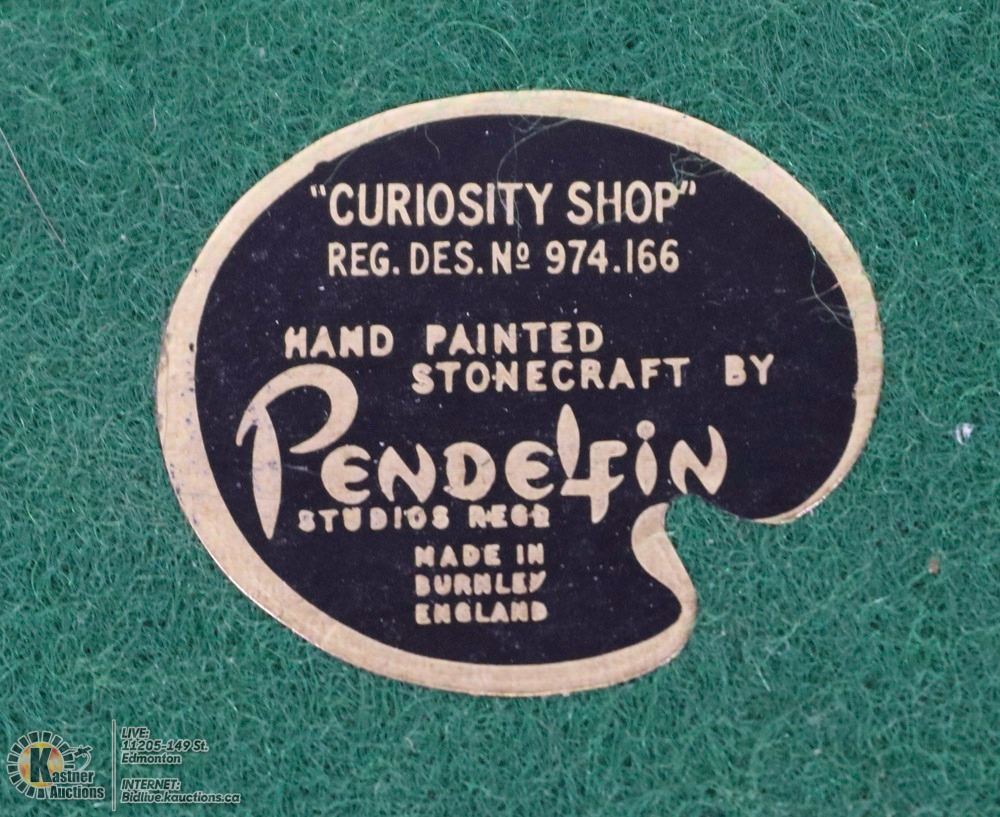 "CURIOSITY SHOP"
REG. DES. Nº 974.166
HAND PAINTED
STONECRAFT BY
PENDELFIN
STUDIOS REGD
MADE IN
BURNLEY
ENGLAND
Kastner
Auctions
LIVE:
11205-149 St.
Edmonton
INTERNET:
Bidlive.kauctions.ca